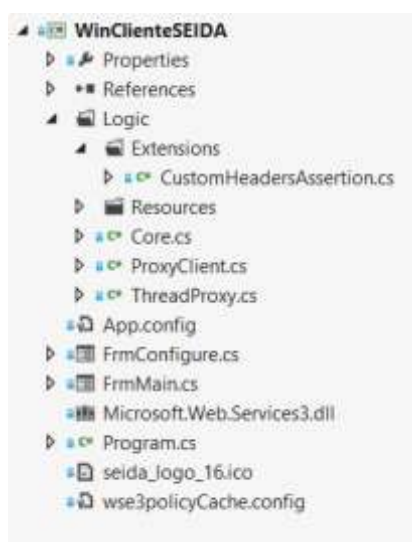 WinClienteSEIDA
Properties
References
Logic
Extensions
CustomHeadersAssertion.cs
Resources
Core.cs
ProxyClient.cs
ThreadProxy.cs
App.config
FrmConfigure.cs
FrmMain.cs
Microsoft.Web.Services3.dll
Program.cs
seida_logo_16.ico
wse3policyCache.config